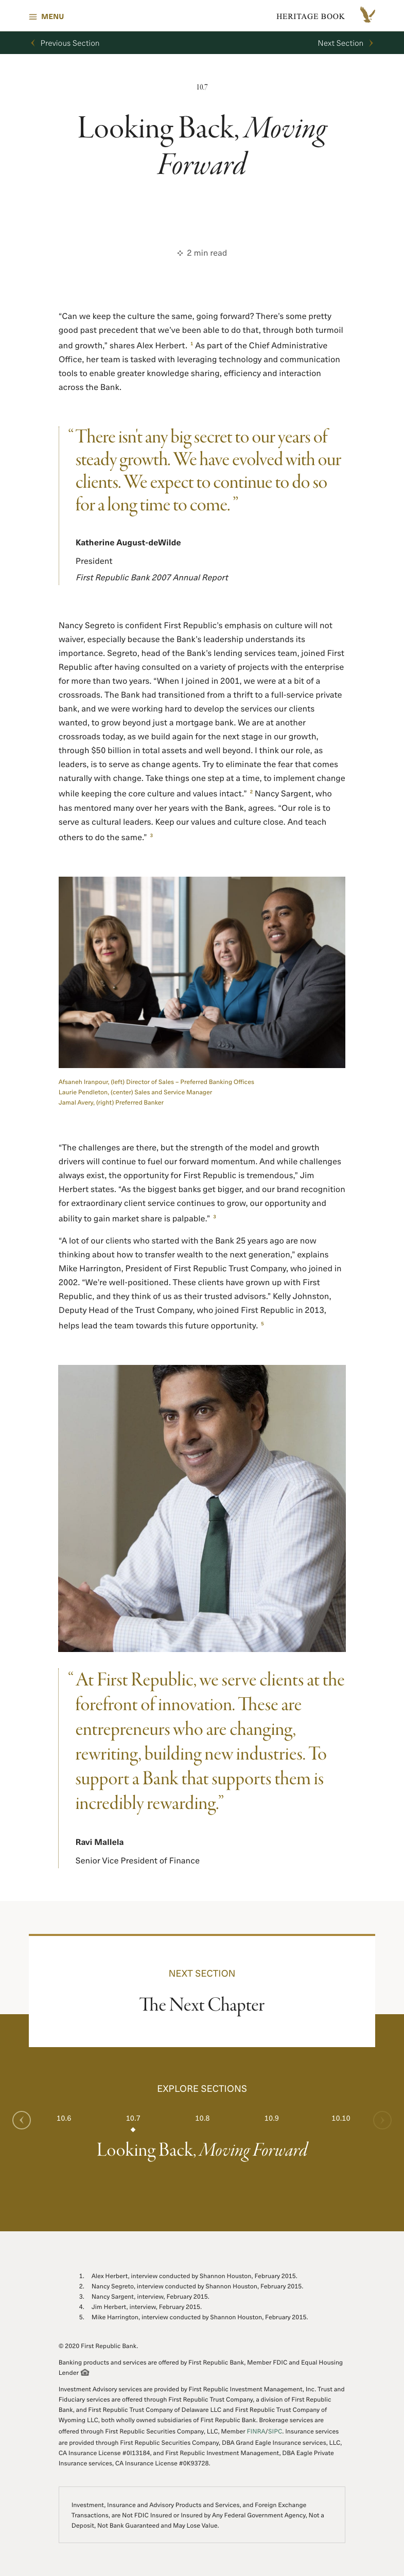 MENU
HERITAGE BOOK
Previous Section
Next Section
10.7
Looking Back, Moving
Forward
2 min read
“Can we keep the culture the same, going forward? There’s some pretty
good past precedent that we’ve been able to do that, through both turmoil
and growth,” shares Alex Herbert. 1 As part of the Chief Administrative
Office, her team is tasked with leveraging technology and communication
tools to enable greater knowledge sharing, efficiency and interaction
across the Bank.
“There isn't any big secret to our years of
steady growth. We have evolved with our
clients. We expect to continue to do so
for a long time to come. ”
Katherine August-deWilde
President
First Republic Bank 2007 Annual Report
Nancy Segreto is confident First Republic’s emphasis on culture will not
waiver, especially because the Bank’s leadership understands its
importance. Segreto, head of the Bank’s lending services team, joined First
Republic after having consulted on a variety of projects with the enterprise
for more than two years. “When I joined in 2001, we were at a bit of a
crossroads. The Bank had transitioned from a thrift to a full-service private
bank, and we were working hard to develop the services our clients
wanted, to grow beyond just a mortgage bank. We are at another
crossroads today, as we build again for the next stage in our growth,
through $50 billion in total assets and well beyond. I think our role, as
leaders, is to serve as change agents. Try to eliminate the fear that comes
naturally with change. Take things one step at a time, to implement change
while keeping the core culture and values intact.” 2 Nancy Sargent, who
has mentored many over her years with the Bank, agrees. “Our role is to
serve as cultural leaders. Keep our values and culture close. And teach
others to do the same.” 3
Afsaneh Iranpour, (left) Director of Sales – Preferred Banking Offices
Laurie Pendleton, (center) Sales and Service Manager
Jamal Avery, (right) Preferred Banker
“The challenges are there, but the strength of the model and growth
drivers will continue to fuel our forward momentum. And while challenges
always exist, the opportunity for First Republic is tremendous,” Jim
Herbert states. “As the biggest banks get bigger, and our brand recognition
for extraordinary client service continues to grow, our opportunity and
ability to gain market share is palpable.” 3
“A lot of our clients who started with the Bank 25 years ago are now
thinking about how to transfer wealth to the next generation,” explains
Mike Harrington, President of First Republic Trust Company, who joined in
2002. “We’re well-positioned. These clients have grown up with First
Republic, and they think of us as their trusted advisors.” Kelly Johnston,
Deputy Head of the Trust Company, who joined First Republic in 2013,
helps lead the team towards this future opportunity. 5
“At First Republic, we serve clients at the
forefront of innovation. These are
entrepreneurs who are changing,
rewriting, building new industries. To
support a Bank that supports them is
incredibly rewarding.”
Ravi Mallela
Senior Vice President of Finance
NEXT SECTION
The Next Chapter
EXPLORE SECTIONS
10.6 10.7 10.8 10.9 10.10
Looking Back, Moving Forward
1. Alex Herbert, interview conducted by Shannon Houston, February 2015.
2. Nancy Segreto, interview conducted by Shannon Houston, February 2015.
3. Nancy Sargent, interview, February 2015.
4. Jim Herbert, interview, February 2015.
5. Mike Harrington, interview conducted by Shannon Houston, February 2015.
© 2020 First Republic Bank.
Banking products and services are offered by First Republic Bank, Member FDIC and Equal Housing
Lender
Investment Advisory services are provided by First Republic Investment Management, Inc. Trust and
Fiduciary services are offered through First Republic Trust Company, a division of First Republic
Bank, and First Republic Trust Company of Delaware LLC and First Republic Trust Company of
Wyoming LLC, both wholly owned subsidiaries of First Republic Bank. Brokerage services are
offered through First Republic Securities Company, LLC, Member FINRA/SIPC. Insurance services
are provided through First Republic Securities Company, DBA Grand Eagle Insurance services, LLC,
CA Insurance License #0I13184, and First Republic Investment Management, DBA Eagle Private
Insurance services, CA Insurance License #0K93728.
Investment, Insurance and Advisory Products and Services, and Foreign Exchange
Transactions, are Not FDIC Insured or Insured by Any Federal Government Agency, Not a
Deposit, Not Bank Guaranteed and May Lose Value.